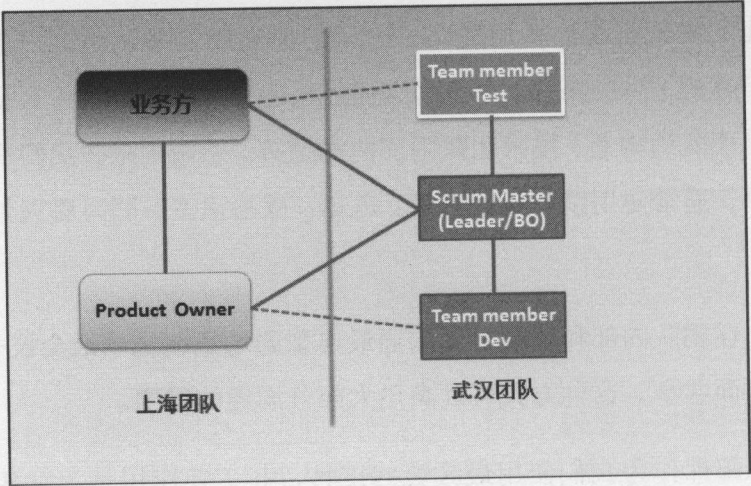 业务方
Team member
Test
Scrum Master
(Leader/BO)
Product Owner
Team member
Dev
上海团队
武汉团队